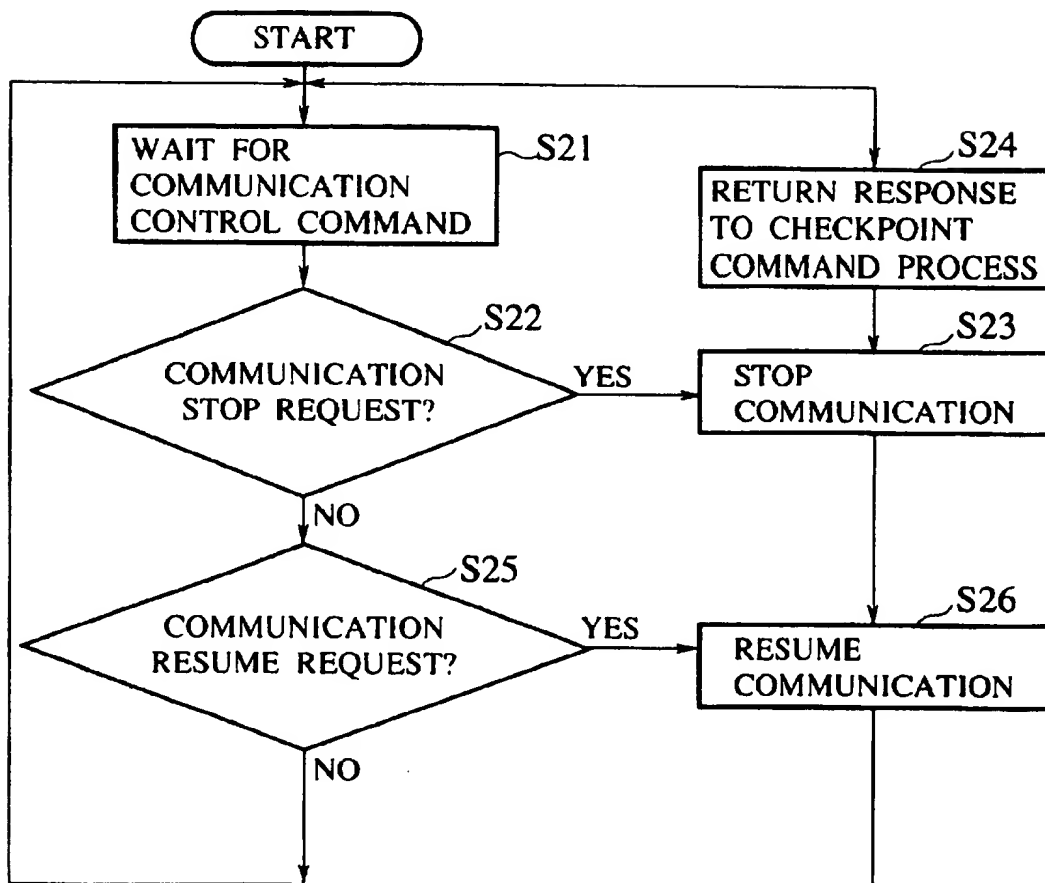 START
WAIT FOR
COMMUNICATION
CONTROL COMMAND
S21
S24
RETURN RESPONSE
TO CHECKPOINT
COMMAND PROCESS
S22
COMMUNICATION
STOP REQUEST?
YES
S23
STOP
COMMUNICATION
NO
S25
COMMUNICATION
RESUME REQUEST?
YES
S26
RESUME
COMMUNICATION
NO